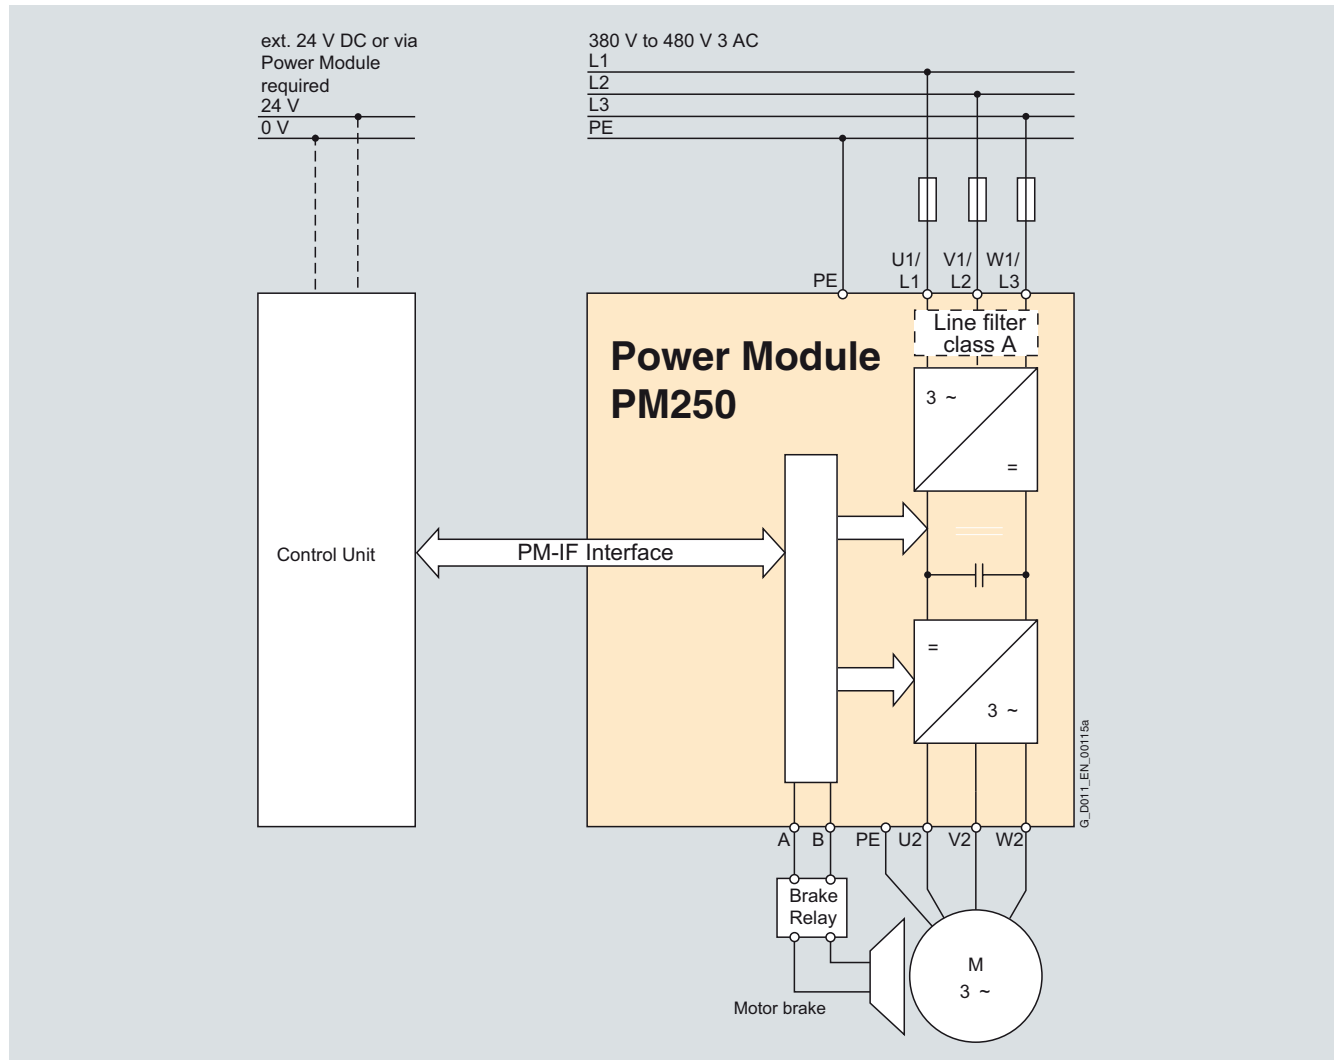 ext. 24 V DC or via
Power Module
required
24 V
0 V
380 V to 480 V 3 AC
L1
L2
L3
PE
PE
U1/
L1
V1/
L2
W1/
L3
Line filter
class A
Power Module
PM250
3 ~
=
Control Unit
PM-IF Interface
=
3 ~
G_D011_EN_00115a
A
B
PE
U2
V2
W2
Brake
Relay
M
3 ~
Motor brake